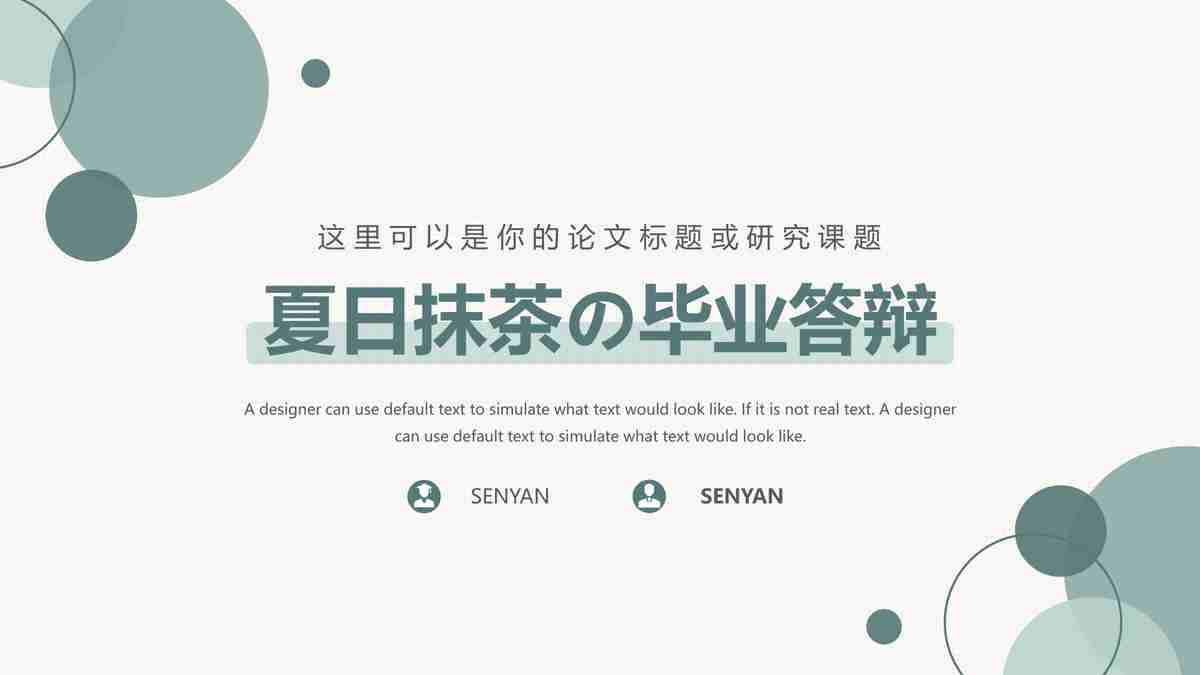 这里可以是你的论文标题或研究课题
夏日抹茶の毕业答辩
A designer can use default text to simulate what text would look like. If it is not real text. A designer
can use default text to simulate what text would look like.
SENYAN SENYAN